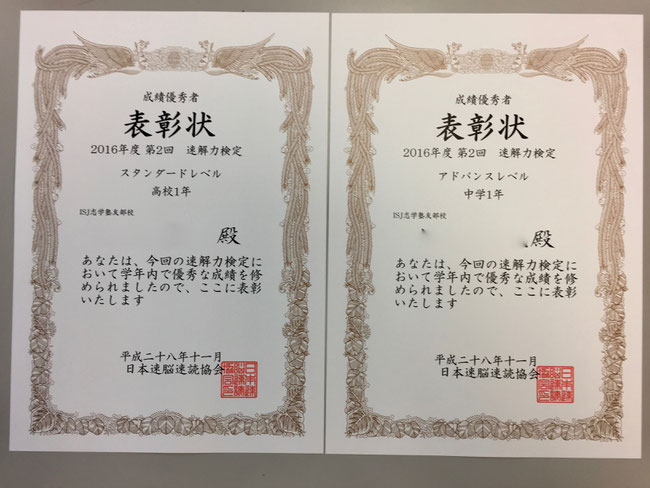 成績優秀者
表彰状
2016年度 第2回 速解力検定
スタンダードレベル
高校1年
ISJ志学塾友部校
殿
あなたは、今回の速解力検定に
おいて学年内で優秀な成績を修
められましたので、ここに表彰
いたします
平成二十八年十一月
日本速脳速読協会
成績優秀者
表彰状
2016年度 第2回 速解力検定
アドバンスレベル
中学1年
ISJ志学塾友部校
殿
あなたは、今回の速解力検定に
おいて学年内で優秀な成績を修
められましたので、ここに表彰
いたします
平成二十八年十一月
日本速脳速読協会